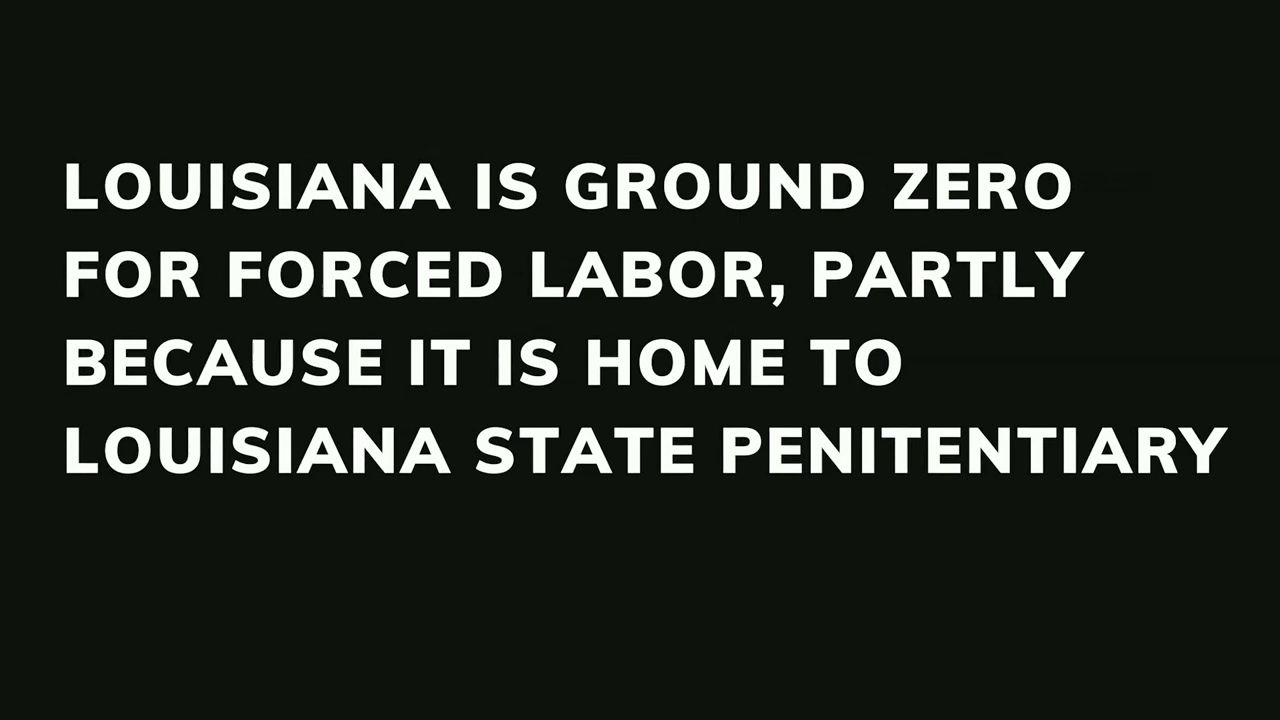 LOUISIANA IS GROUND ZERO
FOR FORCED LABOR, PARTLY
BECAUSE IT IS HOME TO
LOUISIANA STATE PENITENTIARY